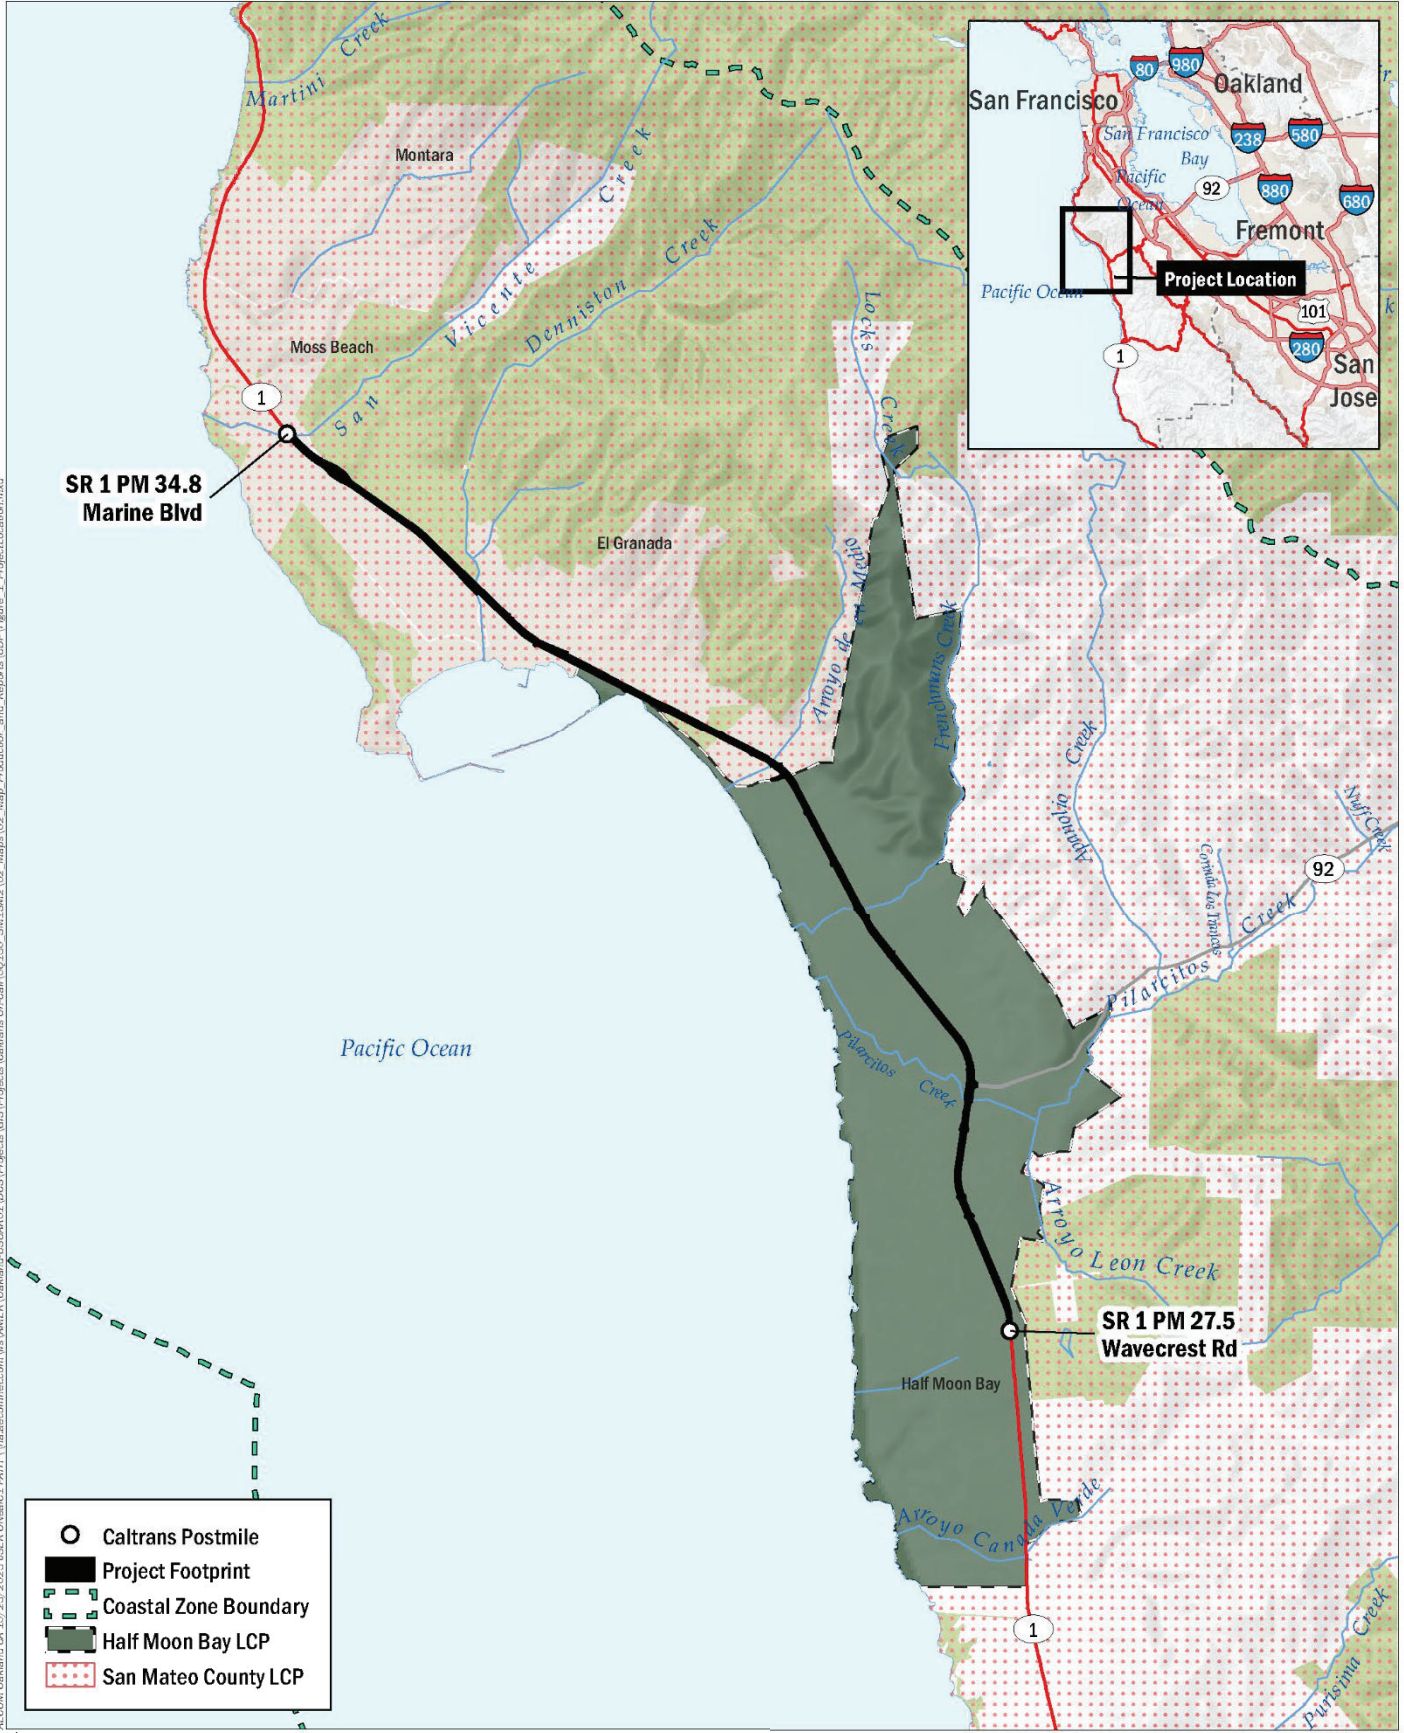 Martini Creek
Montara
San Vicente Creek
Denniston Creek
Moss Beach
1
SR 1 PM 34.8
Marine Blvd
El Granada
Locks Creek
Arroyo de en Medio
Frenchmans Creek
San Francisco
80
980
Oakland
San Francisco
Bay
238
580
Pacific
Ocean
92
880
680
Fremont
Project Location
Pacific Ocean
101
280
1
San
Jose
Apanolio Creek
Nuff Creek
Corinda Los Trancos
92
Pilarcitos Creek
Pilarcitos Creek
Pacific Ocean
Arroyo Leon Creek
SR 1 PM 27.5
Wavecrest Rd
Half Moon Bay
Arroyo Canada Verde
1
Purisima Creek
Caltrans Postmile
Project Footprint
Coastal Zone Boundary
Half Moon Bay LCP
San Mateo County LCP